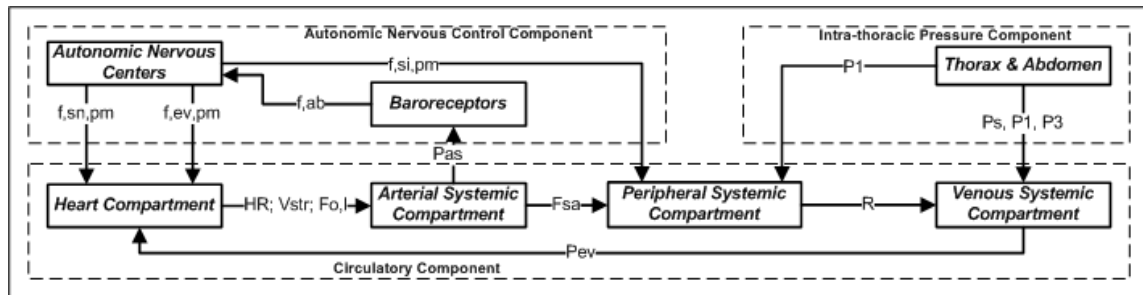 Autonomic Nervous Control Component
Intra-thoracic Pressure Component
Autonomic Nervous
Centers
f,si,pm
P1
Thorax & Abdomen
f,ab
Baroreceptors
f,sn,pm
f,ev,pm
Ps, P1, P3
Pas
Heart Compartment
HR; Vstr; Fo,l
Arterial Systemic
Compartment
Fsa
Peripheral Systemic
Compartment
R
Venous Systemic
Compartment
Pev
Circulatory Component